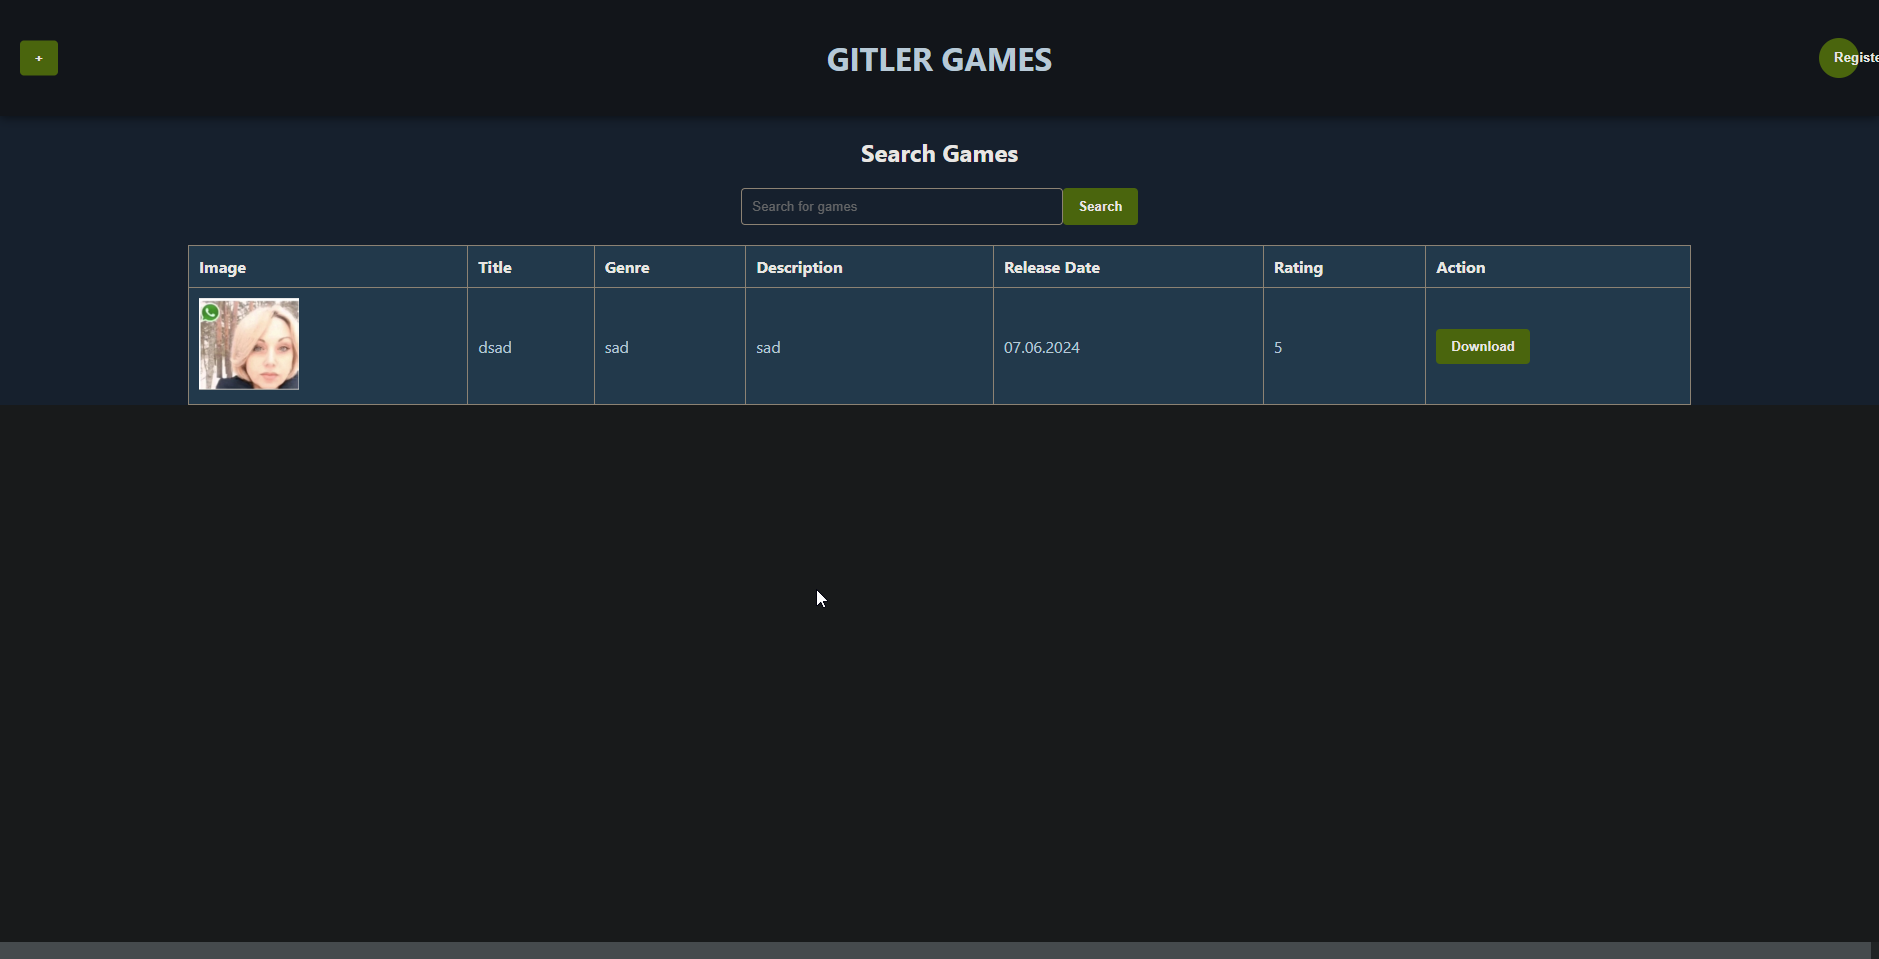 +
GITLER GAMES
Registe
Search Games
Search for games
Search
Image Title Genre Description Release Date Rating Action
dsad sad sad 07.06.2024 5 Download